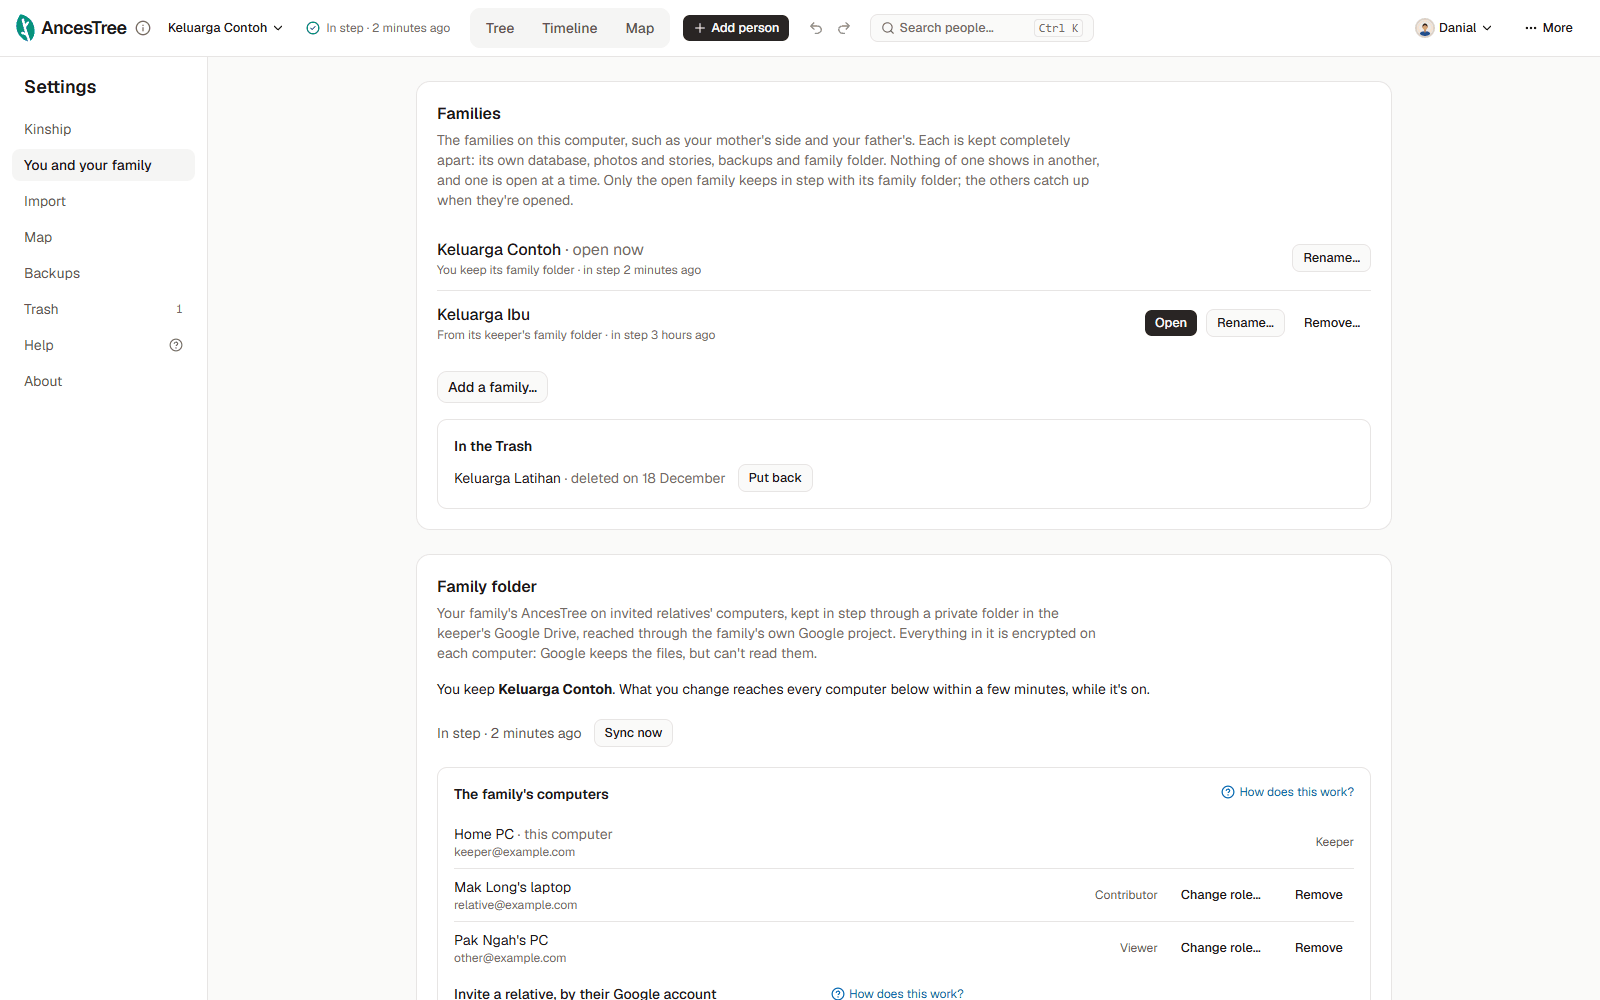 AncesTree
Keluarga Contoh
In step · 2 minutes ago
Tree
Timeline
Map
Add person
Search people...
Ctrl K
Danial
More
Settings
Kinship
You and your family
Import
Map
Backups
Trash
1
Help
About
Families
The families on this computer, such as your mother's side and your father's. Each is kept completely
apart: its own database, photos and stories, backups and family folder. Nothing of one shows in another,
and one is open at a time. Only the open family keeps in step with its family folder; the others catch up
when they're opened.
Keluarga Contoh · open now
You keep its family folder · in step 2 minutes ago
Rename...
Keluarga Ibu
From its keeper's family folder · in step 3 hours ago
Open
Rename...
Remove...
Add a family...
In the Trash
Keluarga Latihan · deleted on 18 December
Put back
Family folder
Your family's AncesTree on invited relatives' computers, kept in step through a private folder in the
keeper's Google Drive, reached through the family's own Google project. Everything in it is encrypted on
each computer: Google keeps the files, but can't read them.
You keep Keluarga Contoh. What you change reaches every computer below within a few minutes, while it's on.
In step · 2 minutes ago
Sync now
The family's computers
How does this work?
Home PC · this computer
keeper@example.com
Keeper
Mak Long's laptop
relative@example.com
Contributor
Change role...
Remove
Pak Ngah's PC
other@example.com
Viewer
Change role...
Remove
Invite a relative, by their Google account
How does this work?